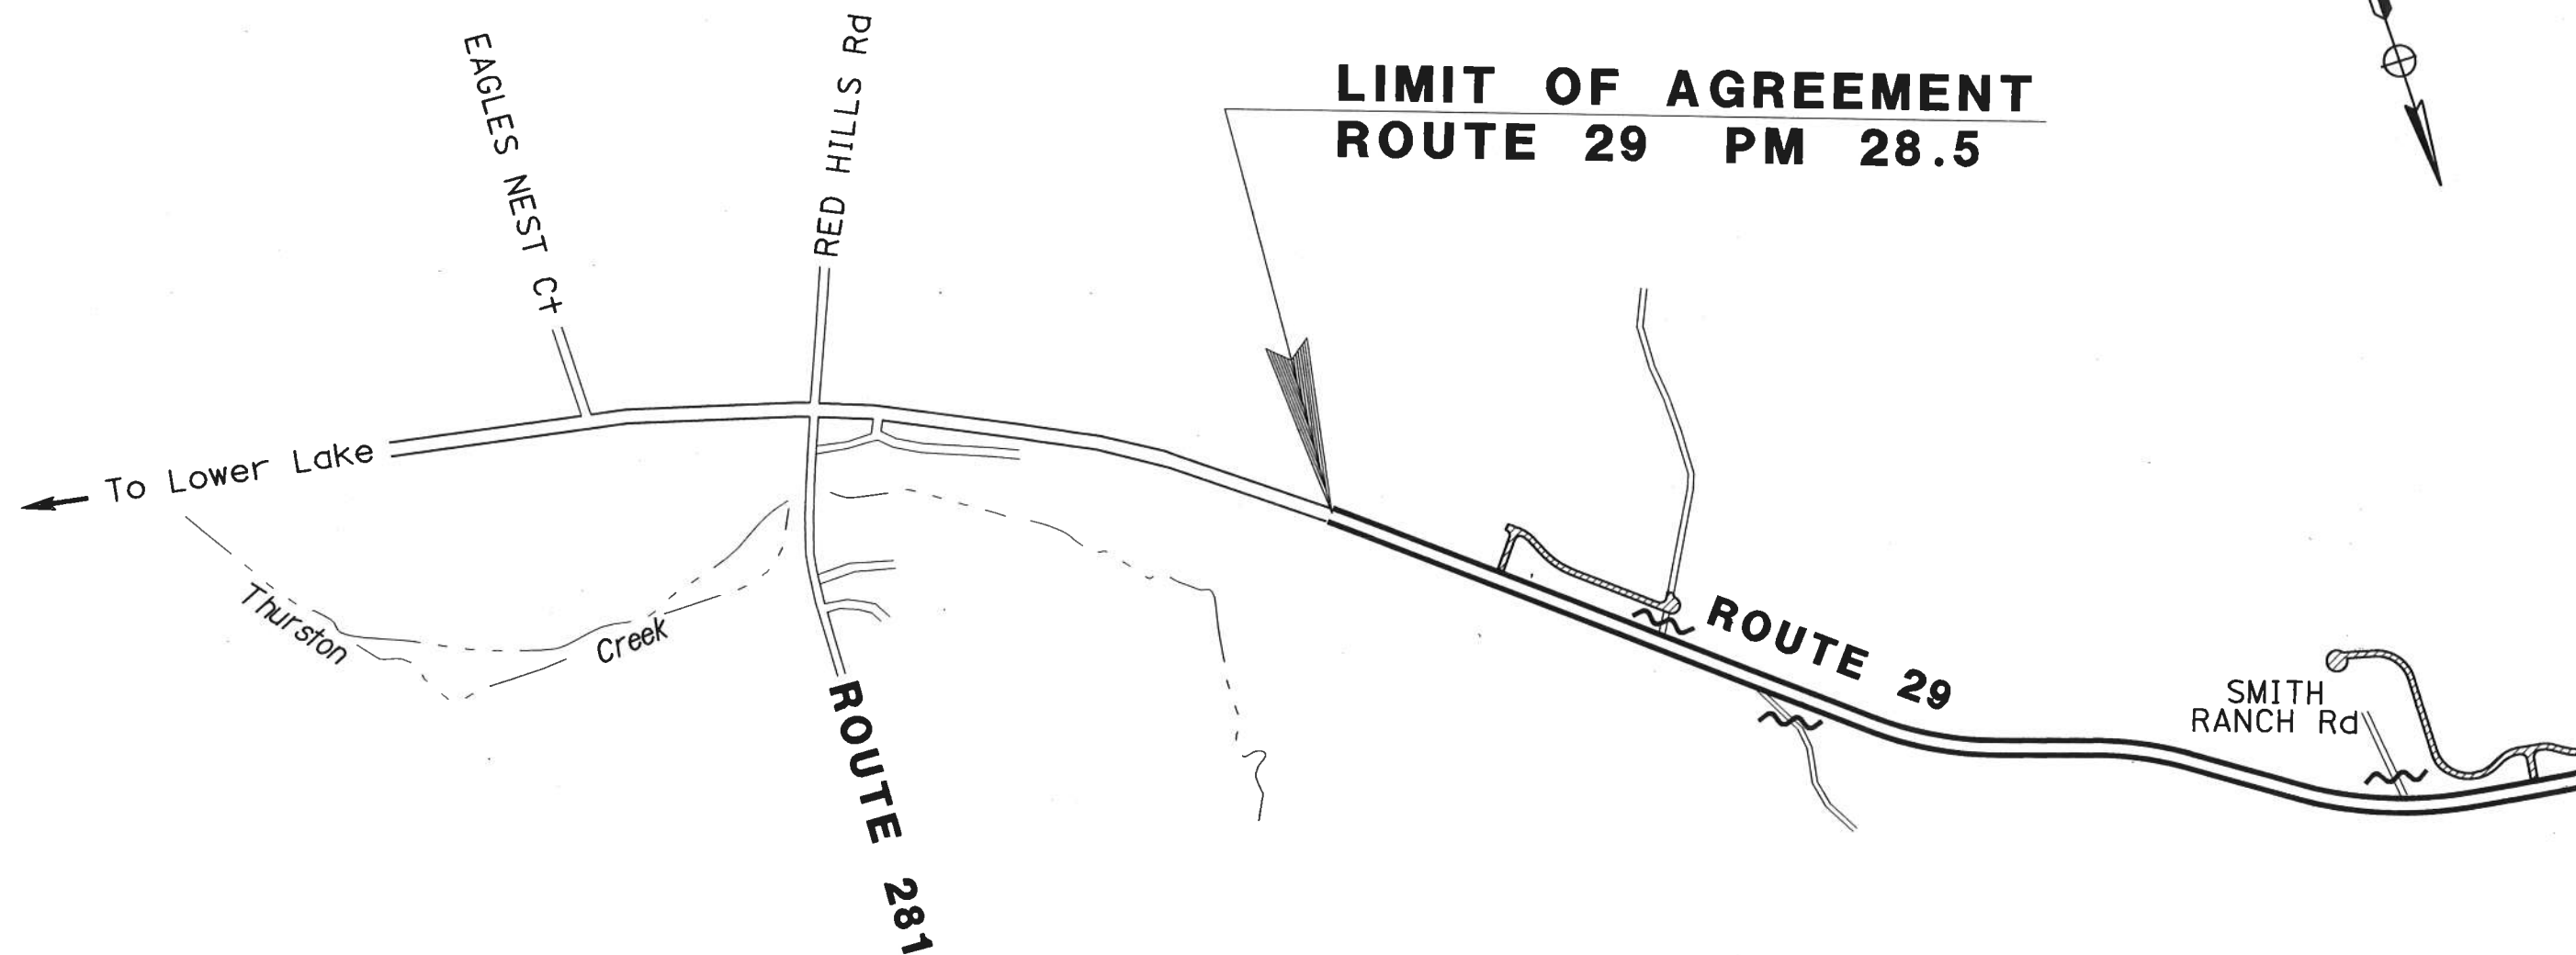 EAGLES NEST Ct
RED HILLS Rd
LIMIT OF AGREEMENT
ROUTE 29 PM 28.5
To Lower Lake
Thurston Creek
ROUTE 281
ROUTE 29
SMITH
RANCH Rd